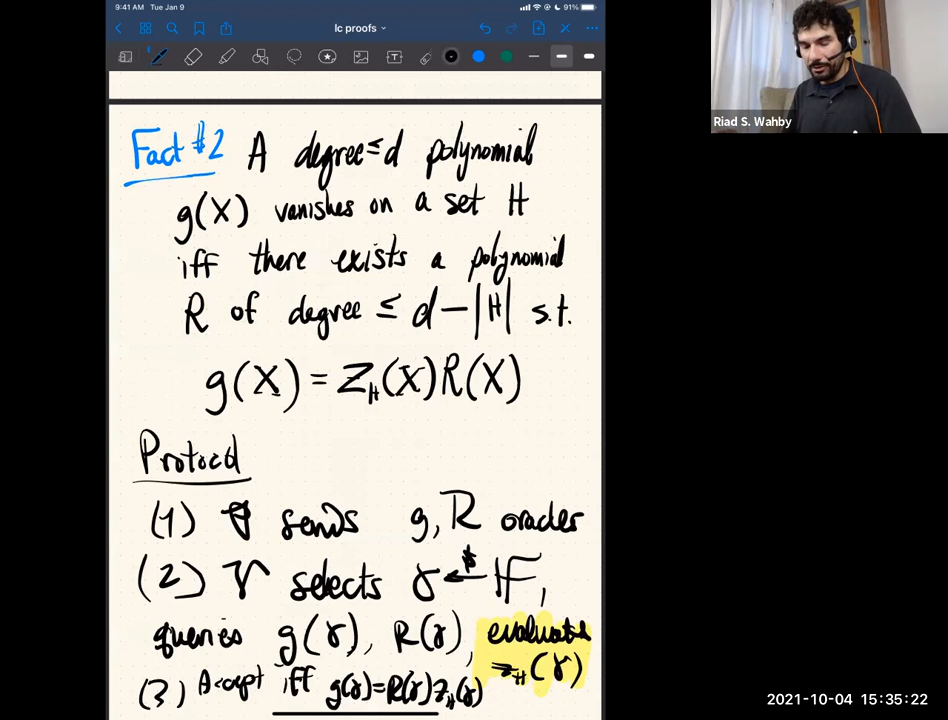 9:41 AM Tue Jan 9
91%
lc proofs
Riad S. Wahby
Fact #2 A degree ≤ d polynomial
g(X) vanishes on a set H
iff there exists a polynomial
R of degree ≤ d - |H| s.t.
g(X) = Z_H(X) R(X)
Protocol
(1) P sends g, R oracles
(2) V selects γ ←$ 𝔽,
queries g(γ), R(γ), evaluates
Z_H(γ)
(3) Accept iff g(γ)=R(γ)Z_H(γ)
2021-10-04 15:35:22